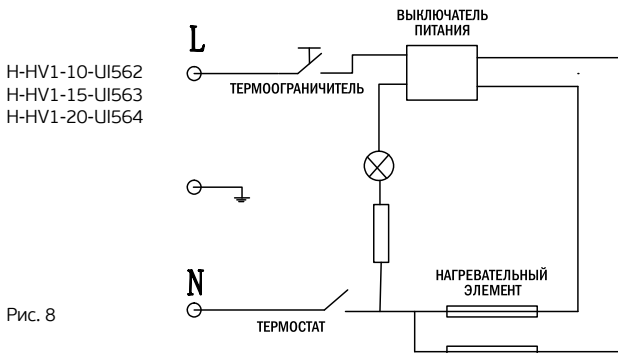 ВЫКЛЮЧАТЕЛЬ
ПИТАНИЯ
L
H-HV1-10-UI562
H-HV1-15-UI563
H-HV1-20-UI564
ТЕРМООГРАНИЧИТЕЛЬ
N
НАГРЕВАТЕЛЬНЫЙ
ЭЛЕМЕНТ
Рис. 8
ТЕРМОСТАТ